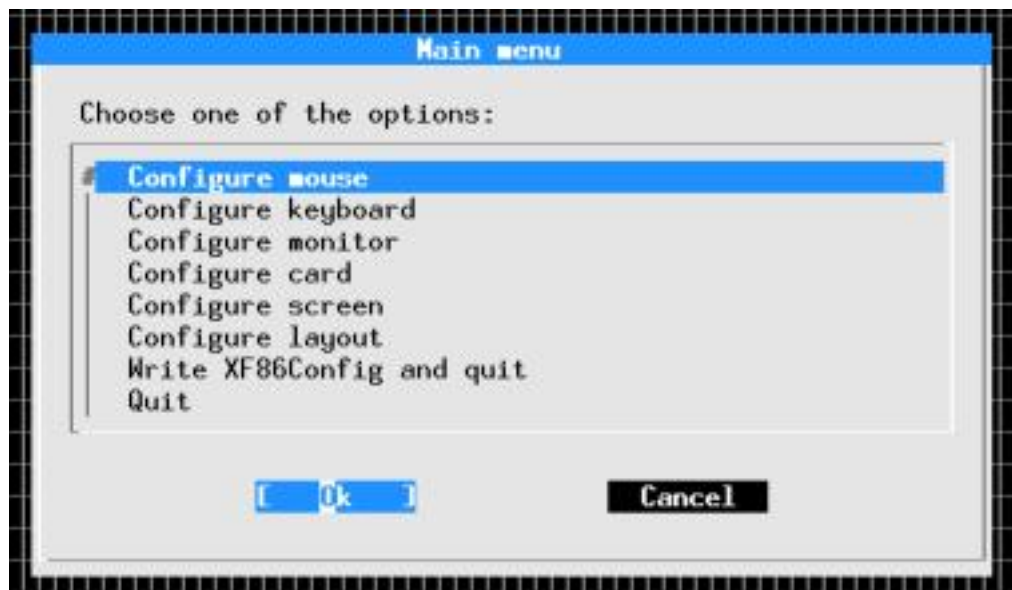 Main menu
Choose one of the options:
# Configure mouse
Configure keyboard
Configure monitor
Configure card
Configure screen
Configure layout
Write XF86Config and quit
Quit
[ Ok ] Cancel